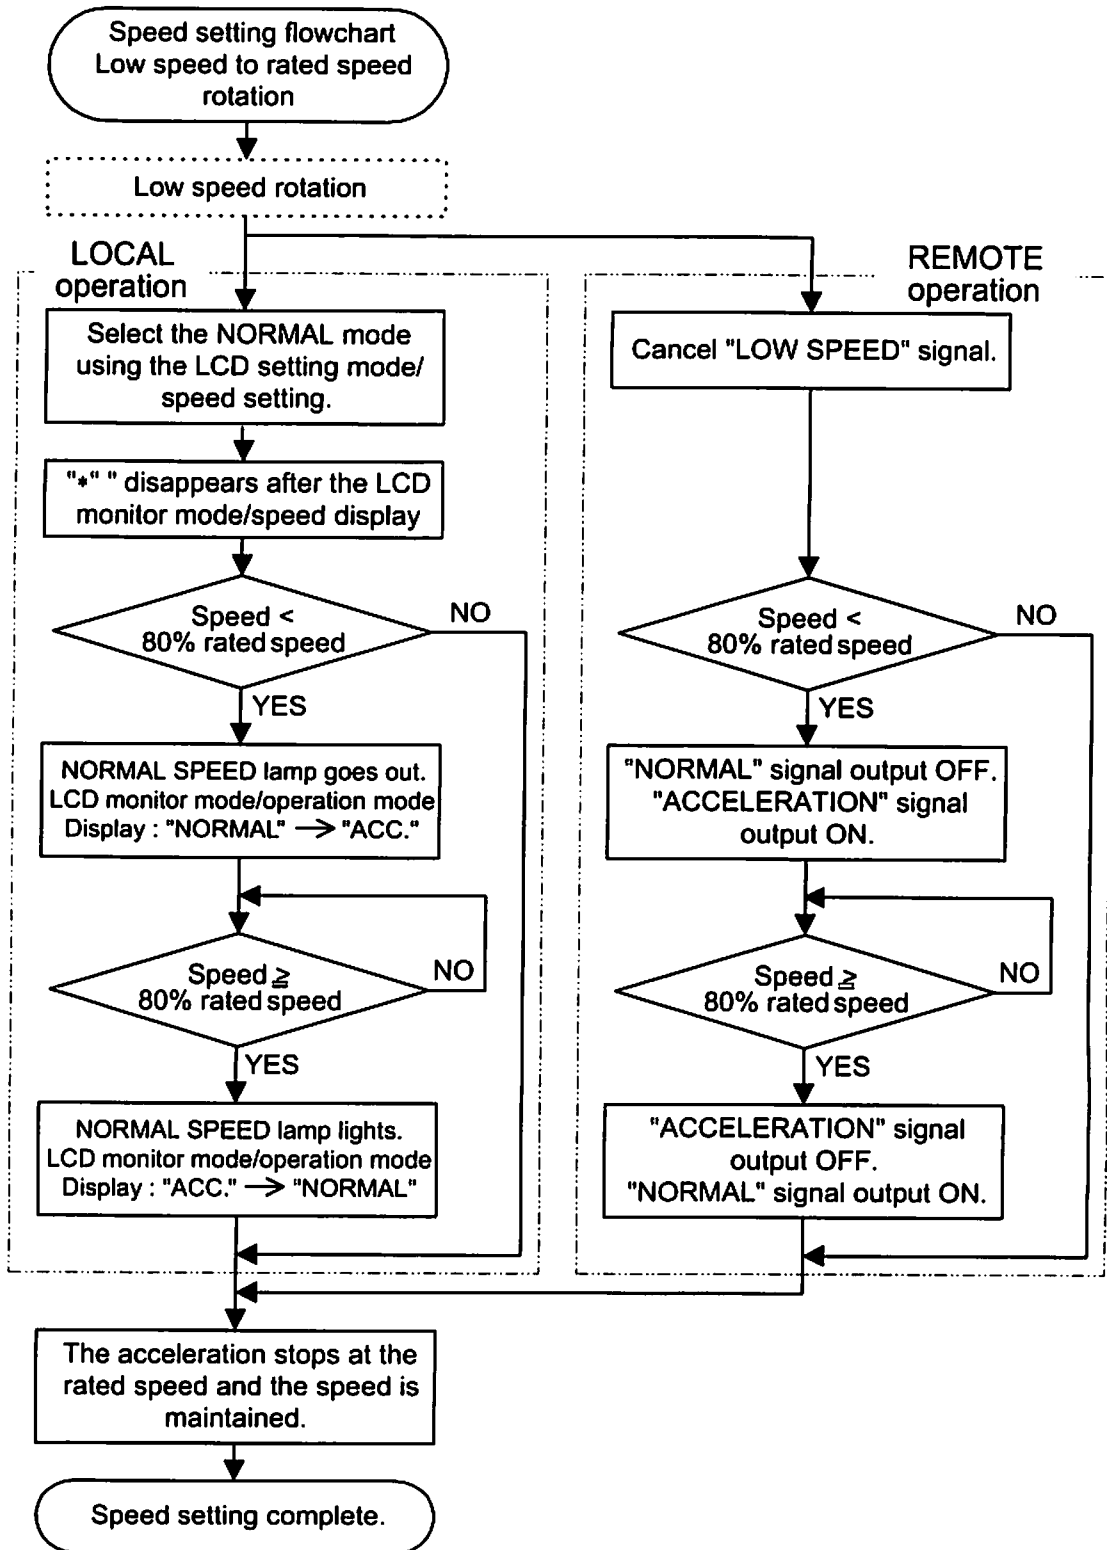 Speed setting flowchart
Low speed to rated speed
rotation
Low speed rotation
LOCAL
operation
Select the NORMAL mode
using the LCD setting mode/
speed setting.
"*" " disappears after the LCD
monitor mode/speed display
Speed <
80% rated speed
NO
YES
NORMAL SPEED lamp goes out.
LCD monitor mode/operation mode
Display : "NORMAL" → "ACC."
Speed ≧
80% rated speed
NO
YES
NORMAL SPEED lamp lights.
LCD monitor mode/operation mode
Display : "ACC." → "NORMAL"
REMOTE
operation
Cancel "LOW SPEED" signal.
Speed <
80% rated speed
NO
YES
"NORMAL" signal output OFF.
"ACCELERATION" signal
output ON.
Speed ≧
80% rated speed
NO
YES
"ACCELERATION" signal
output OFF.
"NORMAL" signal output ON.
The acceleration stops at the
rated speed and the speed is
maintained.
Speed setting complete.